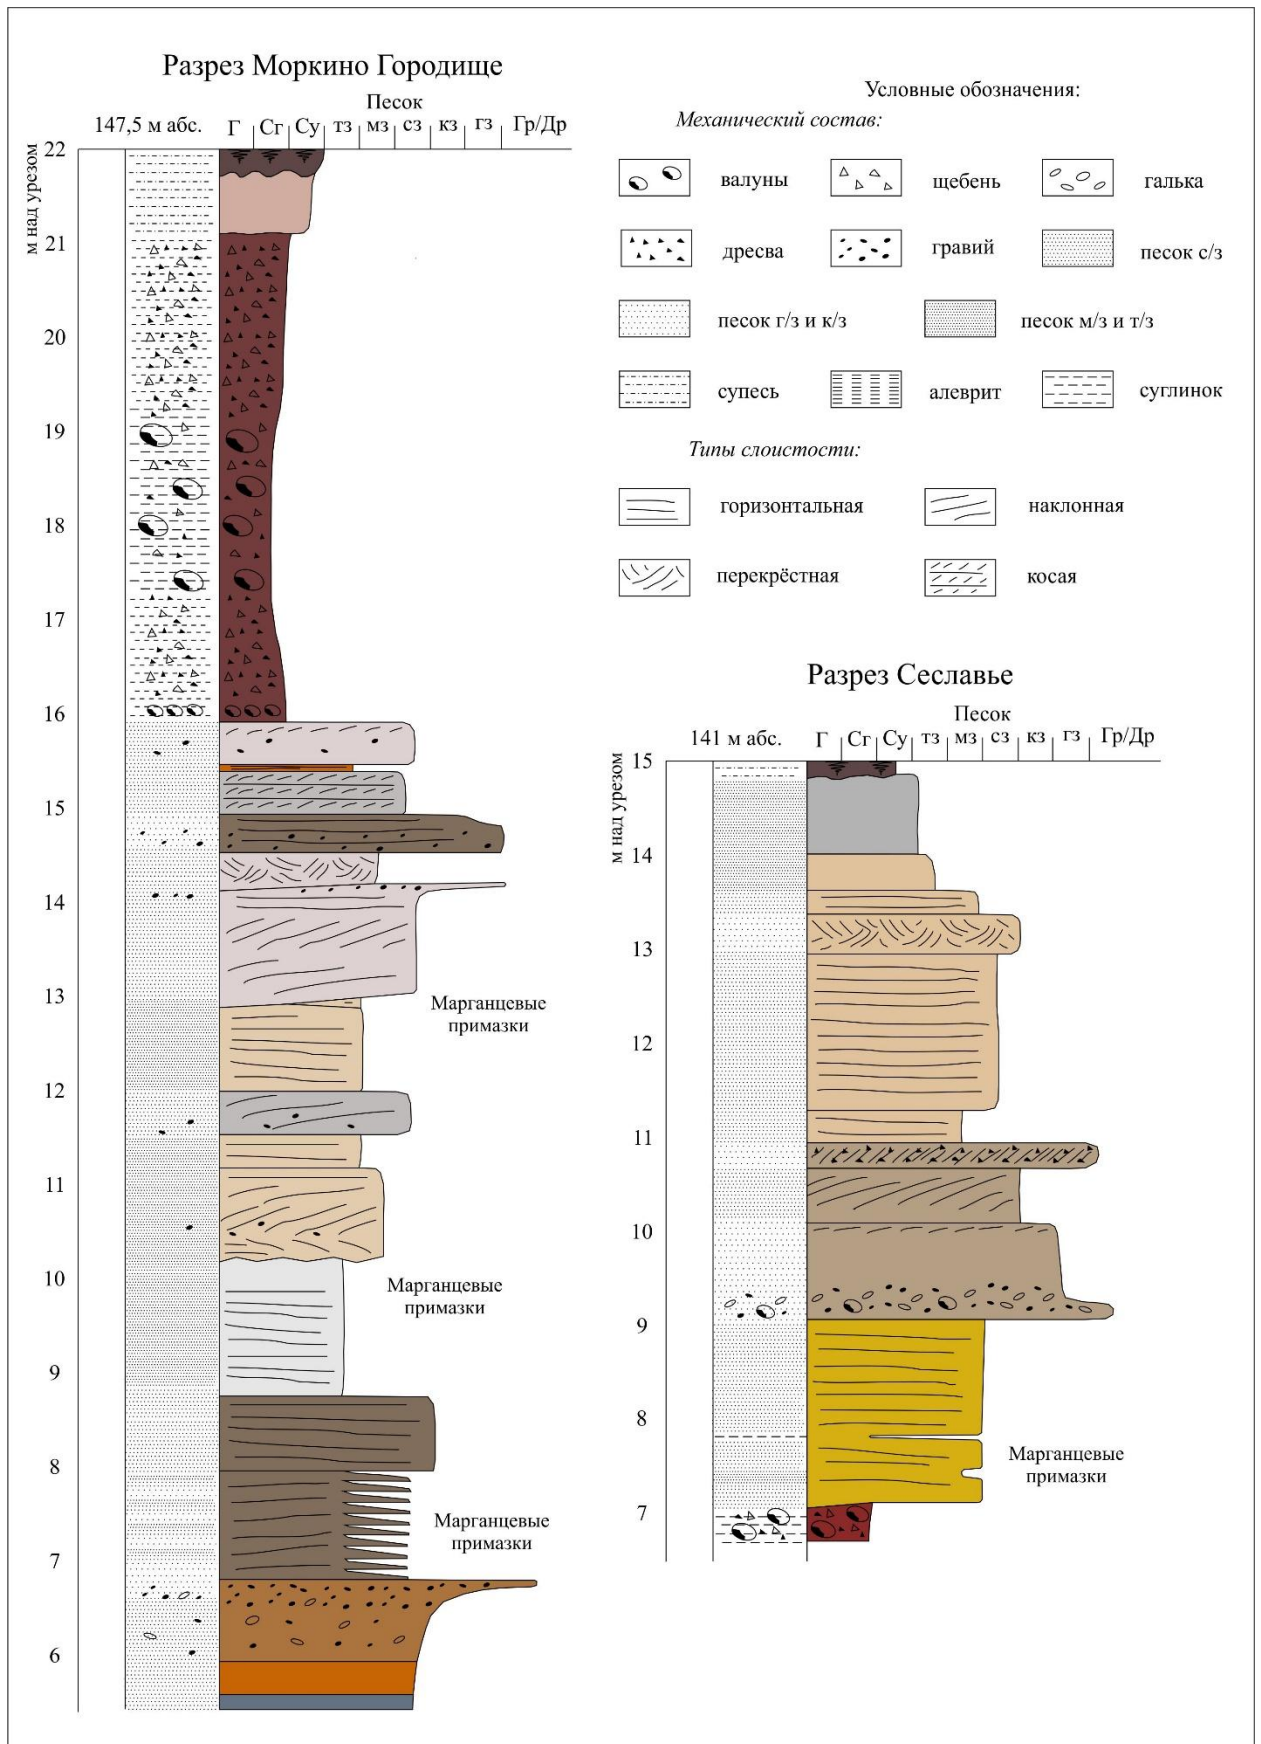 Разрез Моркино Городище
Песок
147,5 м абс. Г Сг Су тз мз сз кз гз Гр/Др
м над урезом
22
21
20
19
18
17
16
15
14
13
12
11
10
9
8
7
6
Марганцевые
примазки
Марганцевые
примазки
Марганцевые
примазки
Условные обозначения:
Механический состав:
валуны щебень галька
дресва гравий песок с/з
песок г/з и к/з песок м/з и т/з
супесь алеврит суглинок
Типы слоистости:
горизонтальная наклонная
перекрёстная косая
Разрез Сеславье
Песок
141 м абс. Г Сг Су тз мз сз кз гз Гр/Др
м над урезом
15
14
13
12
11
10
9
8
7
Марганцевые
примазки